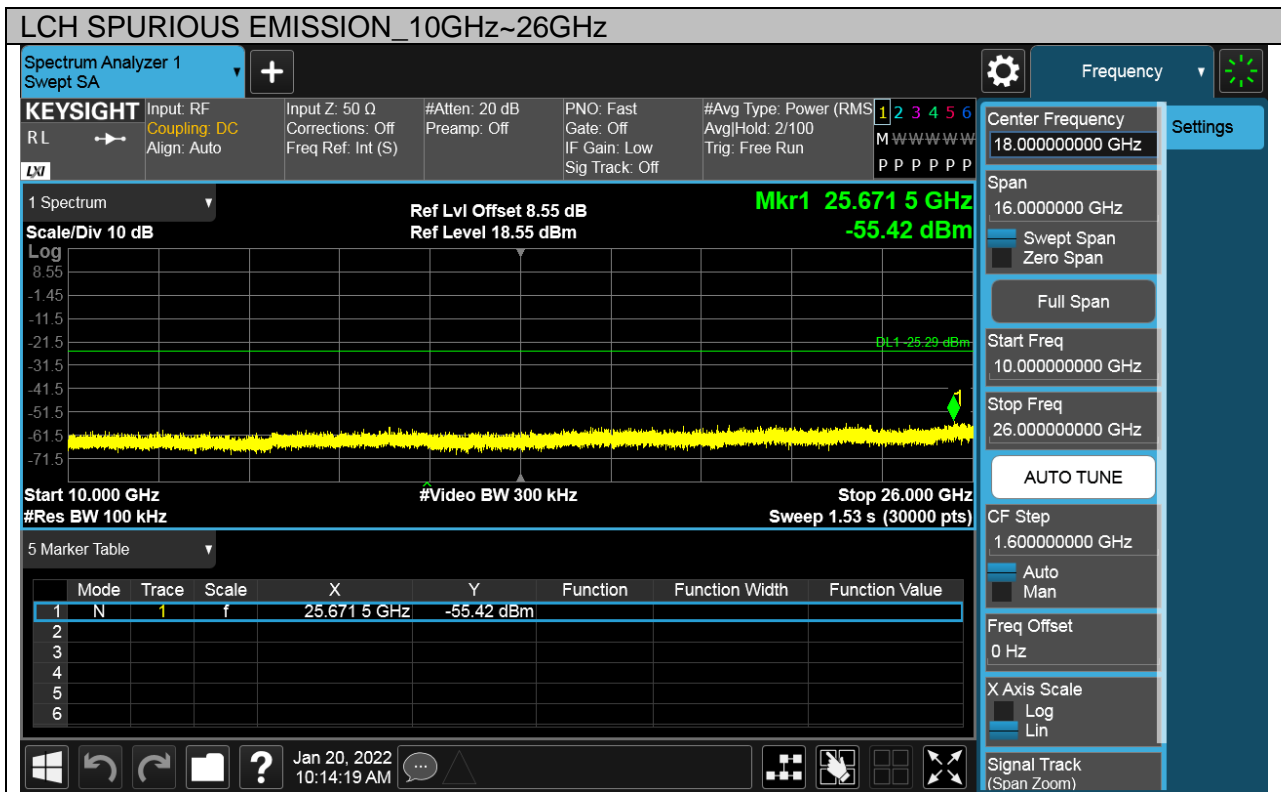 LCH SPURIOUS EMISSION_10GHz~26GHz
Spectrum Analyzer 1
Swept SA
Frequency
KEYSIGHT
RL
LXI
Input: RF
Coupling: DC
Align: Auto
Input Z: 50 Ω
Corrections: Off
Freq Ref: Int (S)
#Atten: 20 dB
Preamp: Off
PNO: Fast
Gate: Off
IF Gain: Low
Sig Track: Off
#Avg Type: Power (RMS
Avg|Hold: 2/100
Trig: Free Run
1 2 3 4 5 6
M W W W W W
P P P P P P
1 Spectrum
Scale/Div 10 dB
Ref Lvl Offset 8.55 dB
Ref Level 18.55 dBm
Mkr1 25.671 5 GHz
-55.42 dBm
Log
8.55
-1.45
-11.5
-21.5
-31.5
-41.5
-51.5
-61.5
-71.5
DL1 -25.29 dBm
1
Start 10.000 GHz
#Res BW 100 kHz
#Video BW 300 kHz
Stop 26.000 GHz
Sweep 1.53 s (30000 pts)
5 Marker Table
Mode Trace Scale X Y Function Function Width Function Value
1 N 1 f 25.671 5 GHz -55.42 dBm
2
3
4
5
6
Jan 20, 2022
10:14:19 AM
?
Center Frequency
18.000000000 GHz
Settings
Span
16.0000000 GHz
Swept Span
Zero Span
Full Span
Start Freq
10.000000000 GHz
Stop Freq
26.000000000 GHz
AUTO TUNE
CF Step
1.600000000 GHz
Auto
Man
Freq Offset
0 Hz
X Axis Scale
Log
Lin
Signal Track
(Span Zoom)